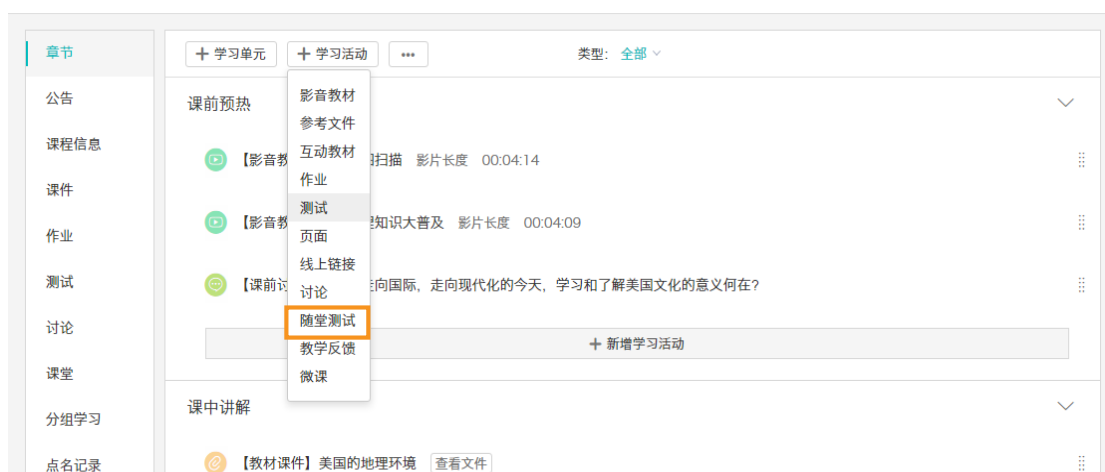 章节
公告
课程信息
课件
作业
测试
讨论
课堂
分组学习
点名记录
+ 学习单元 + 学习活动 ••• 类型: 全部
影音教材
参考文件
互动教材
作业
测试
页面
线上链接
讨论
随堂测试
教学反馈
微课
课前预热
【影音教 扫描 影片长度 00:04:14
【影音教 知识大普及 影片长度 00:04:09
【课前讨 走向国际，走向现代化的今天，学习和了解美国文化的意义何在?
+ 新增学习活动
课中讲解
【教材课件】美国的地理环境 查看文件